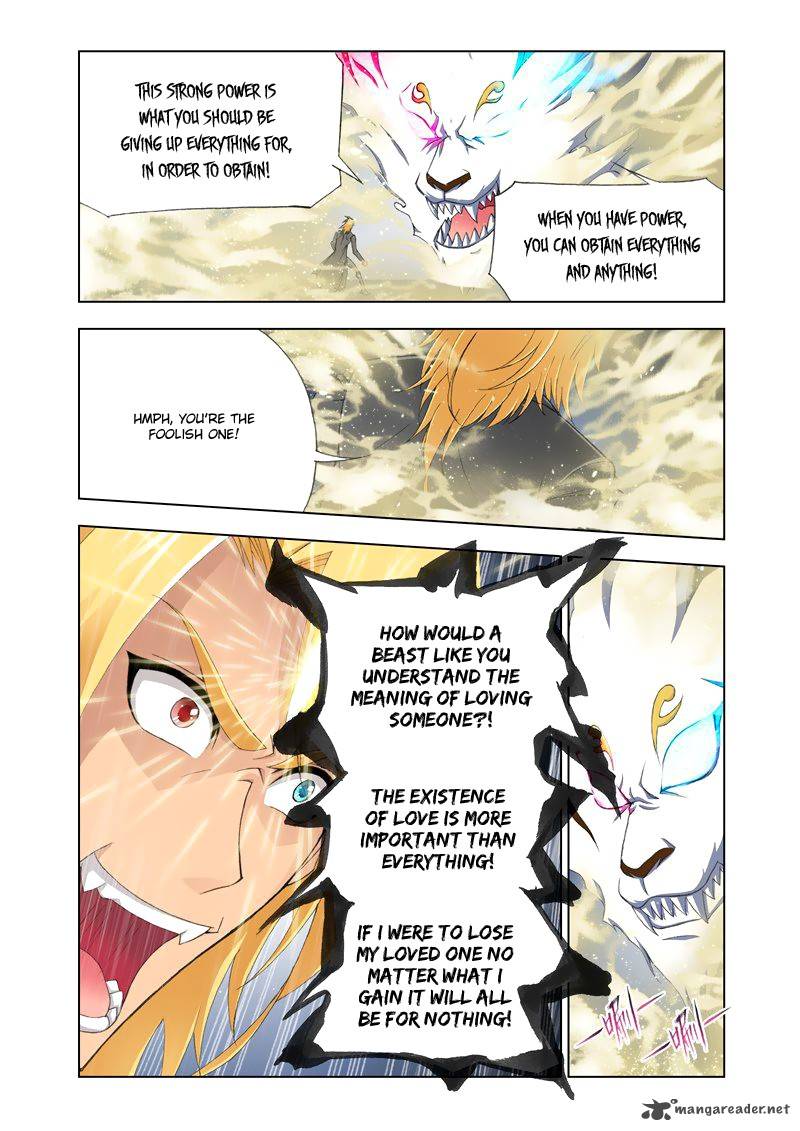 THIS STRONG POWER IS
WHAT YOU SHOULD BE
GIVING UP EVERYTHING FOR,
IN ORDER TO OBTAIN!
WHEN YOU HAVE POWER,
YOU CAN OBTAIN EVERYTHING
AND ANYTHING!
HMPH, YOU'RE THE
FOOLISH ONE!
HOW WOULD A
BEAST LIKE YOU
UNDERSTAND THE
MEANING OF LOVING
SOMEONE?!
THE EXISTENCE
OF LOVE IS MORE
IMPORTANT THAN
EVERYTHING!
IF I WERE TO LOSE
MY LOVED ONE NO
MATTER WHAT I
GAIN IT WILL ALL
BE FOR NOTHING!
mangareader.net